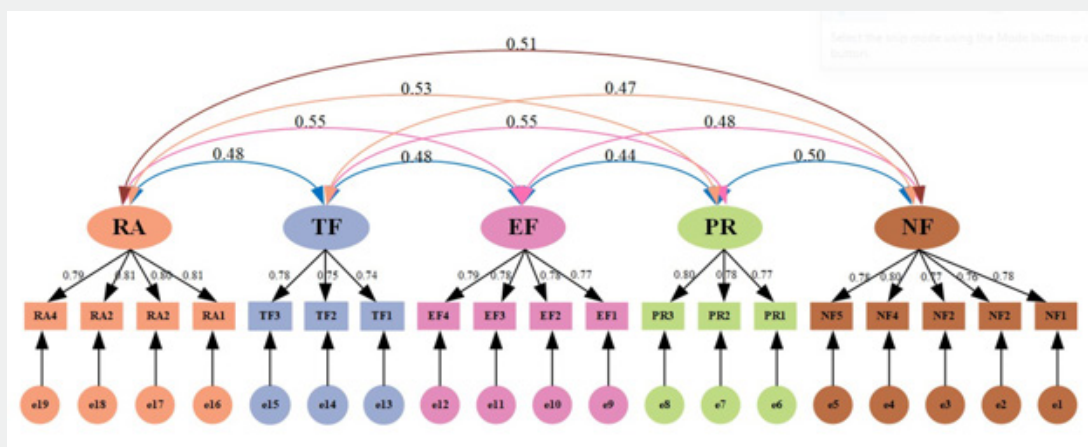 0.51
0.53 0.47
0.55 0.55 0.48
0.48 0.48 0.44 0.50
RA TF EF PR NF
0.79 0.81 0.80 0.81 0.78 0.75 0.74 0.79 0.78 0.78 0.77 0.80 0.78 0.77 0.78 0.80 0.77 0.76 0.78
RA4 RA2 RA2 RA1 TF3 TF2 TF1 EF4 EF3 EF2 EF1 PR3 PR2 PR1 NF5 NF4 NF2 NF2 NF1
e19 e18 e17 e16 e15 e14 e13 e12 e11 e10 e9 e8 e7 e6 e5 e4 e3 e2 e1